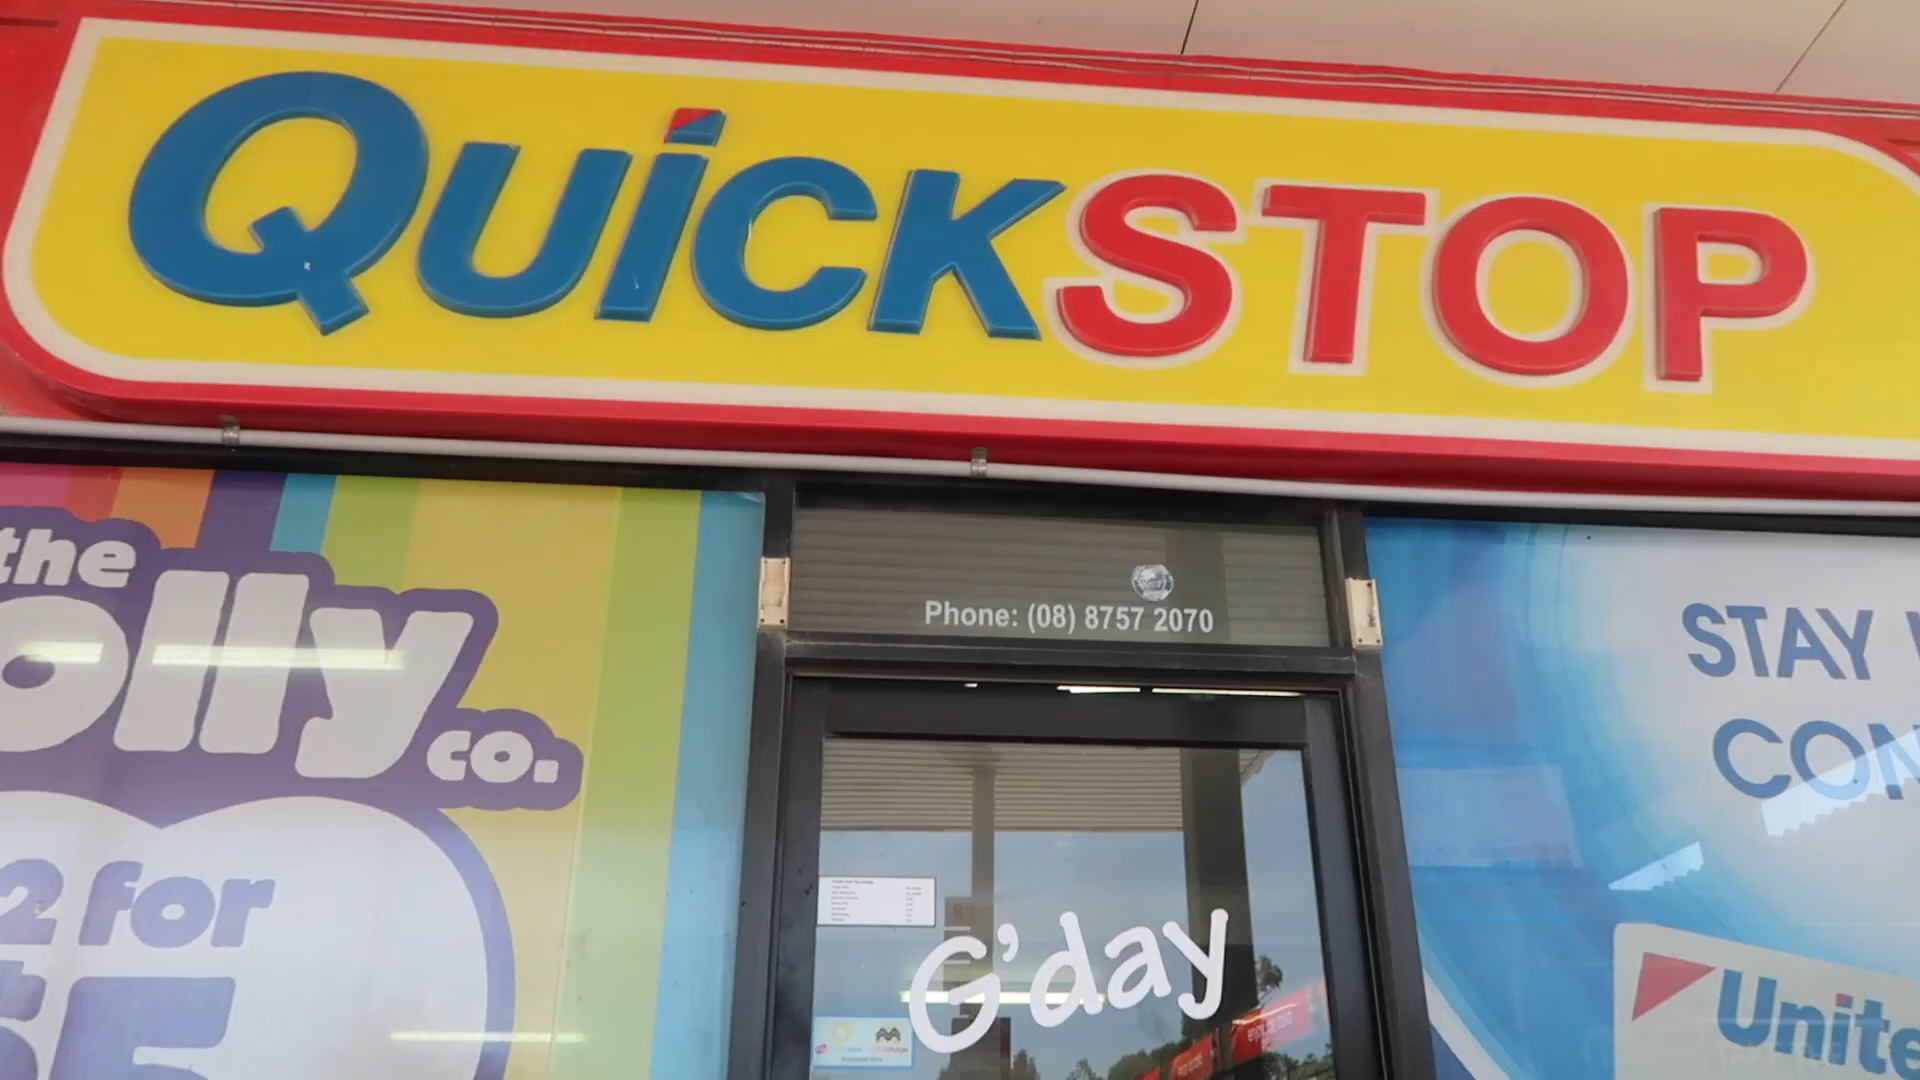 QUiCKSTOP
the
olly
co.
2 for
Phone: (08) 8757 2070
G'day
STAY
CON
Unite